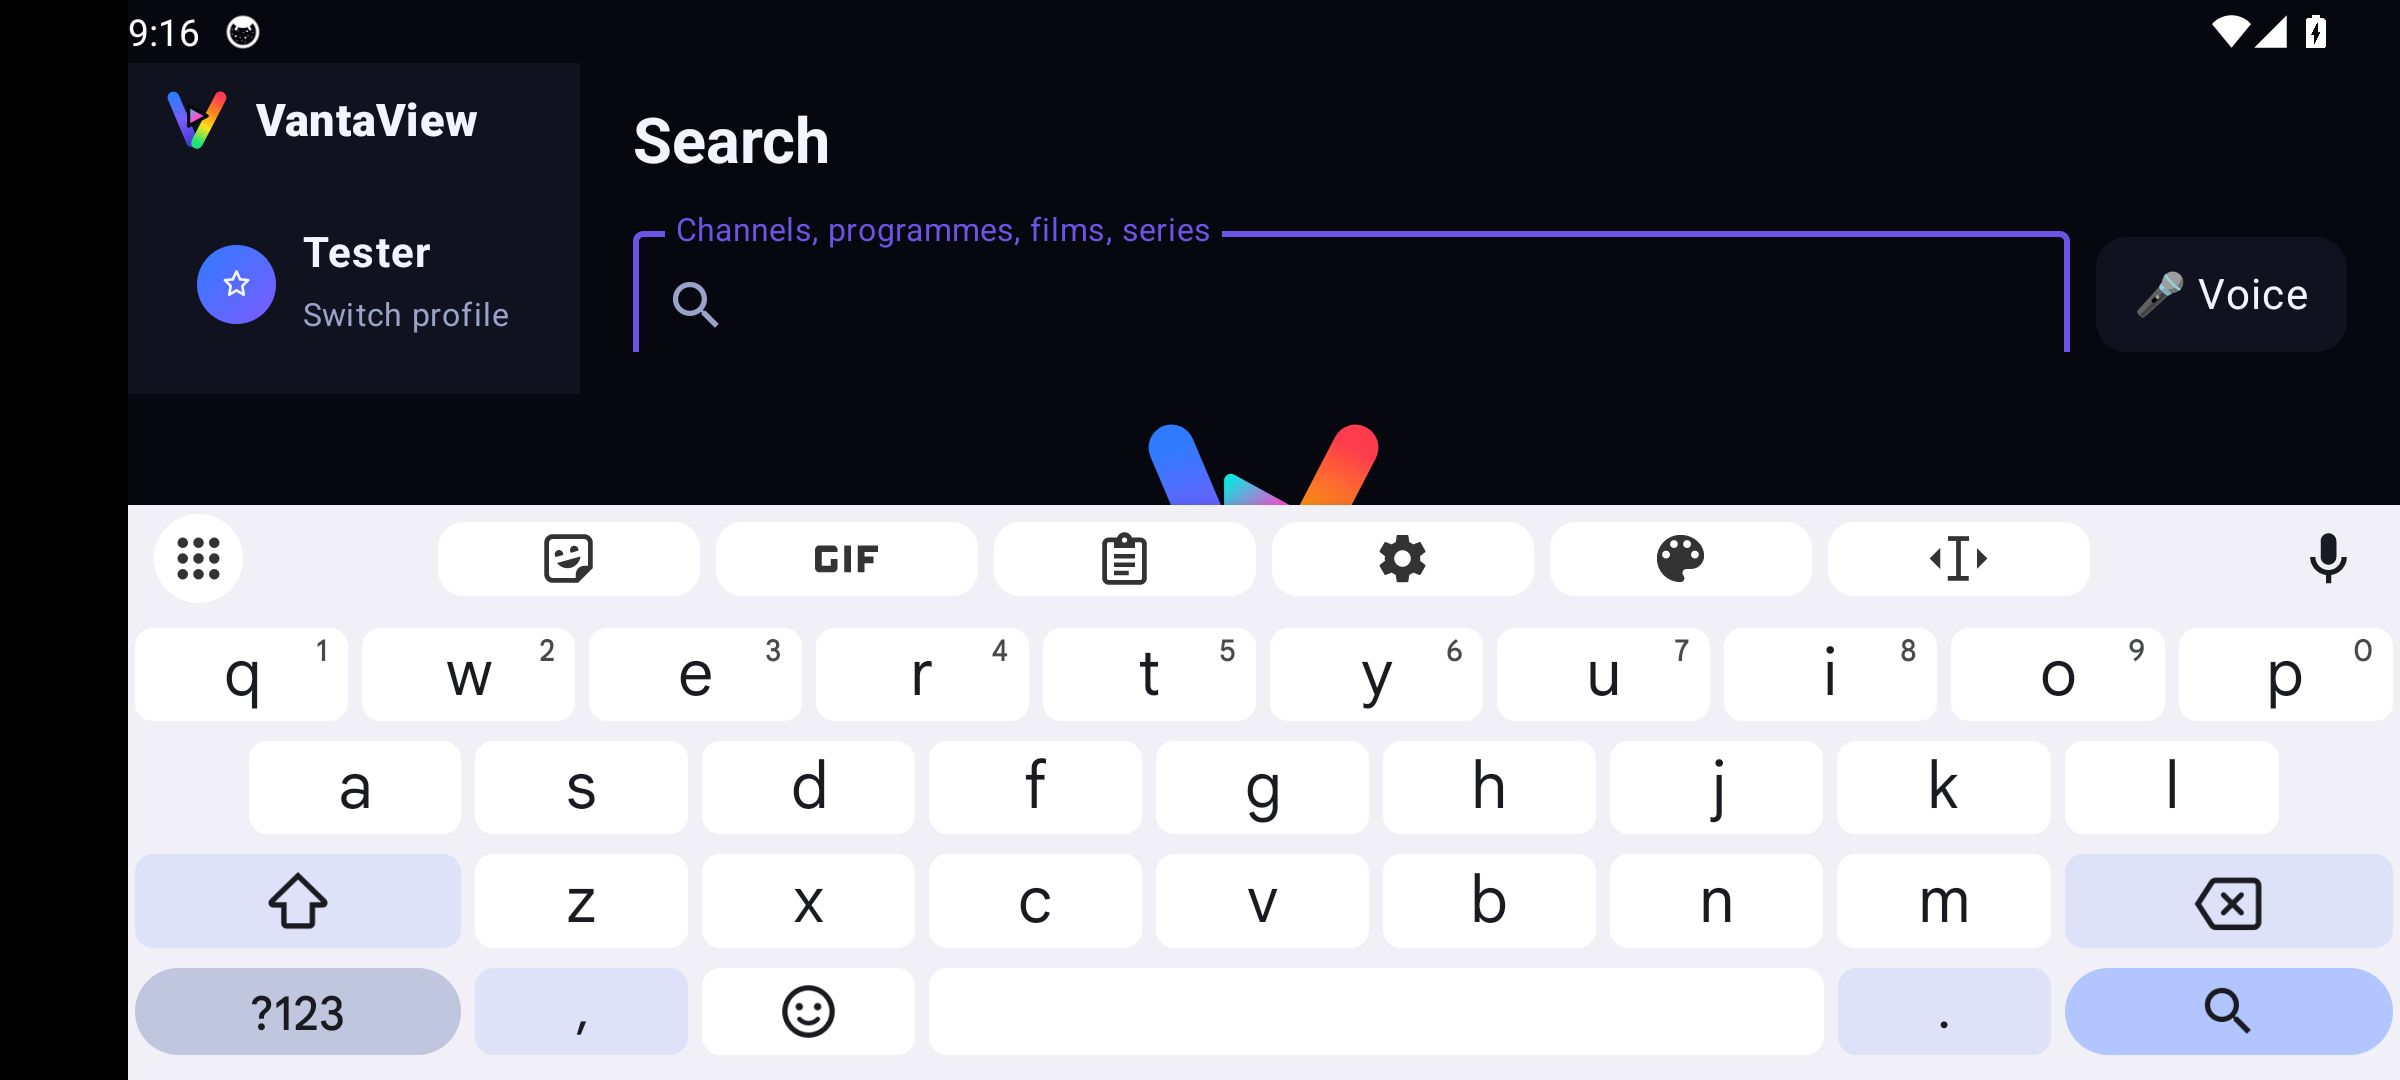 9:16
VantaView
Tester
Switch profile
Search
Channels, programmes, films, series
🎤 Voice
GIF
q 1 w 2 e 3 r 4 t 5 y 6 u 7 i 8 o 9 p 0
a s d f g h j k l
z x c v b n m
?123 , .